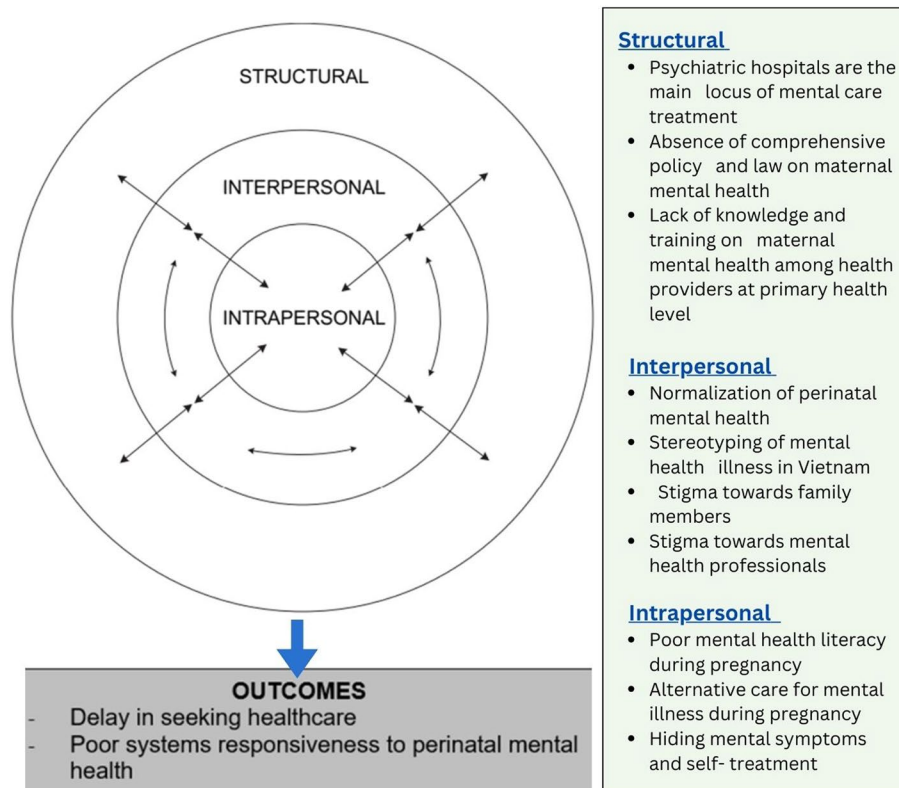 STRUCTURAL
INTERPERSONAL
INTRAPERSONAL
OUTCOMES
- Delay in seeking healthcare
- Poor systems responsiveness to perinatal mental
health
Structural
• Psychiatric hospitals are the
main locus of mental care
treatment
• Absence of comprehensive
policy and law on maternal
mental health
• Lack of knowledge and
training on maternal
mental health among health
providers at primary health
level
Interpersonal
• Normalization of perinatal
mental health
• Stereotyping of mental
health illness in Vietnam
• Stigma towards family
members
• Stigma towards mental
health professionals
Intrapersonal
• Poor mental health literacy
during pregnancy
• Alternative care for mental
illness during pregnancy
• Hiding mental symptoms
and self- treatment